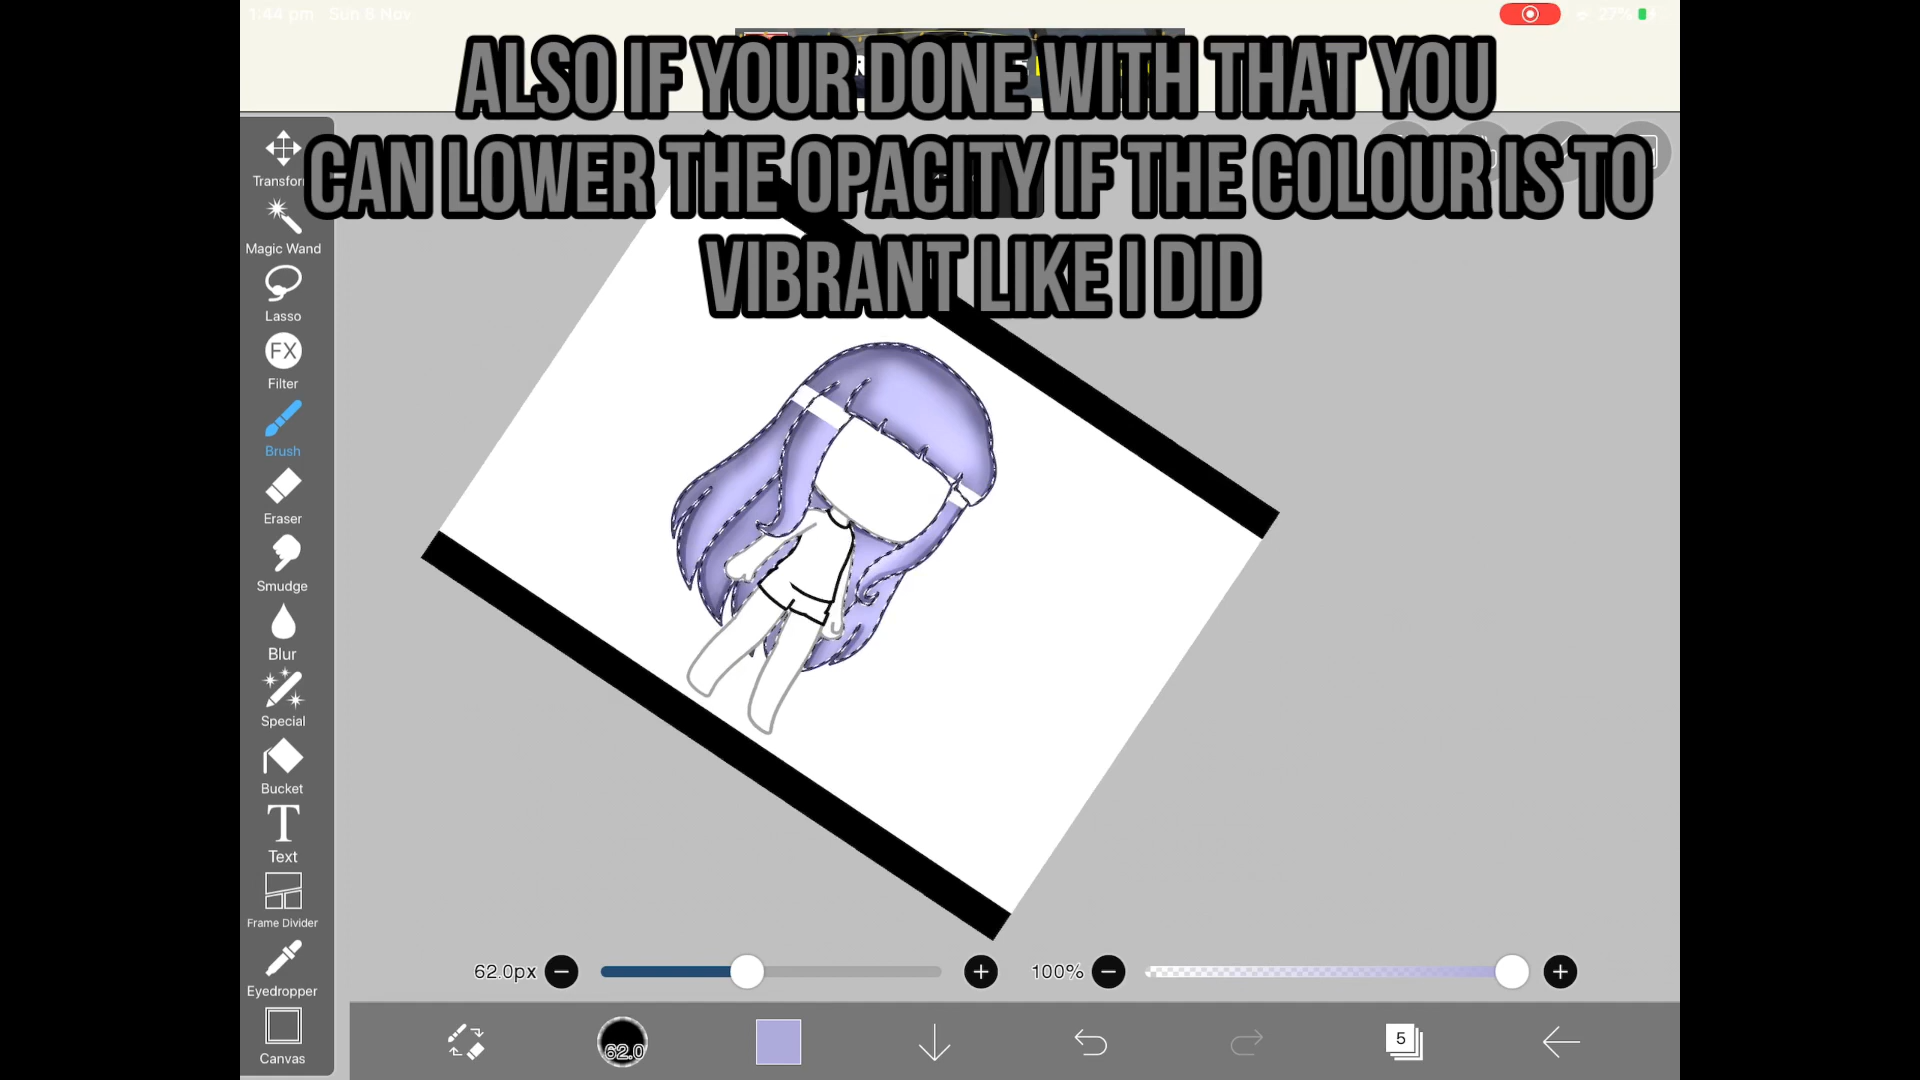 1:44 pm Sun 8 Nov
27%
ALSO IF YOUR DONE WITH THAT YOU
CAN LOWER THE OPACITY IF THE COLOUR IS TO
VIBRANT LIKE I DID
Transform
Magic Wand
Lasso
FX
Filter
Brush
Eraser
Smudge
Blur
Special
Bucket
T
Text
Frame Divider
Eyedropper
Canvas
62.0px
100%
62.0
5